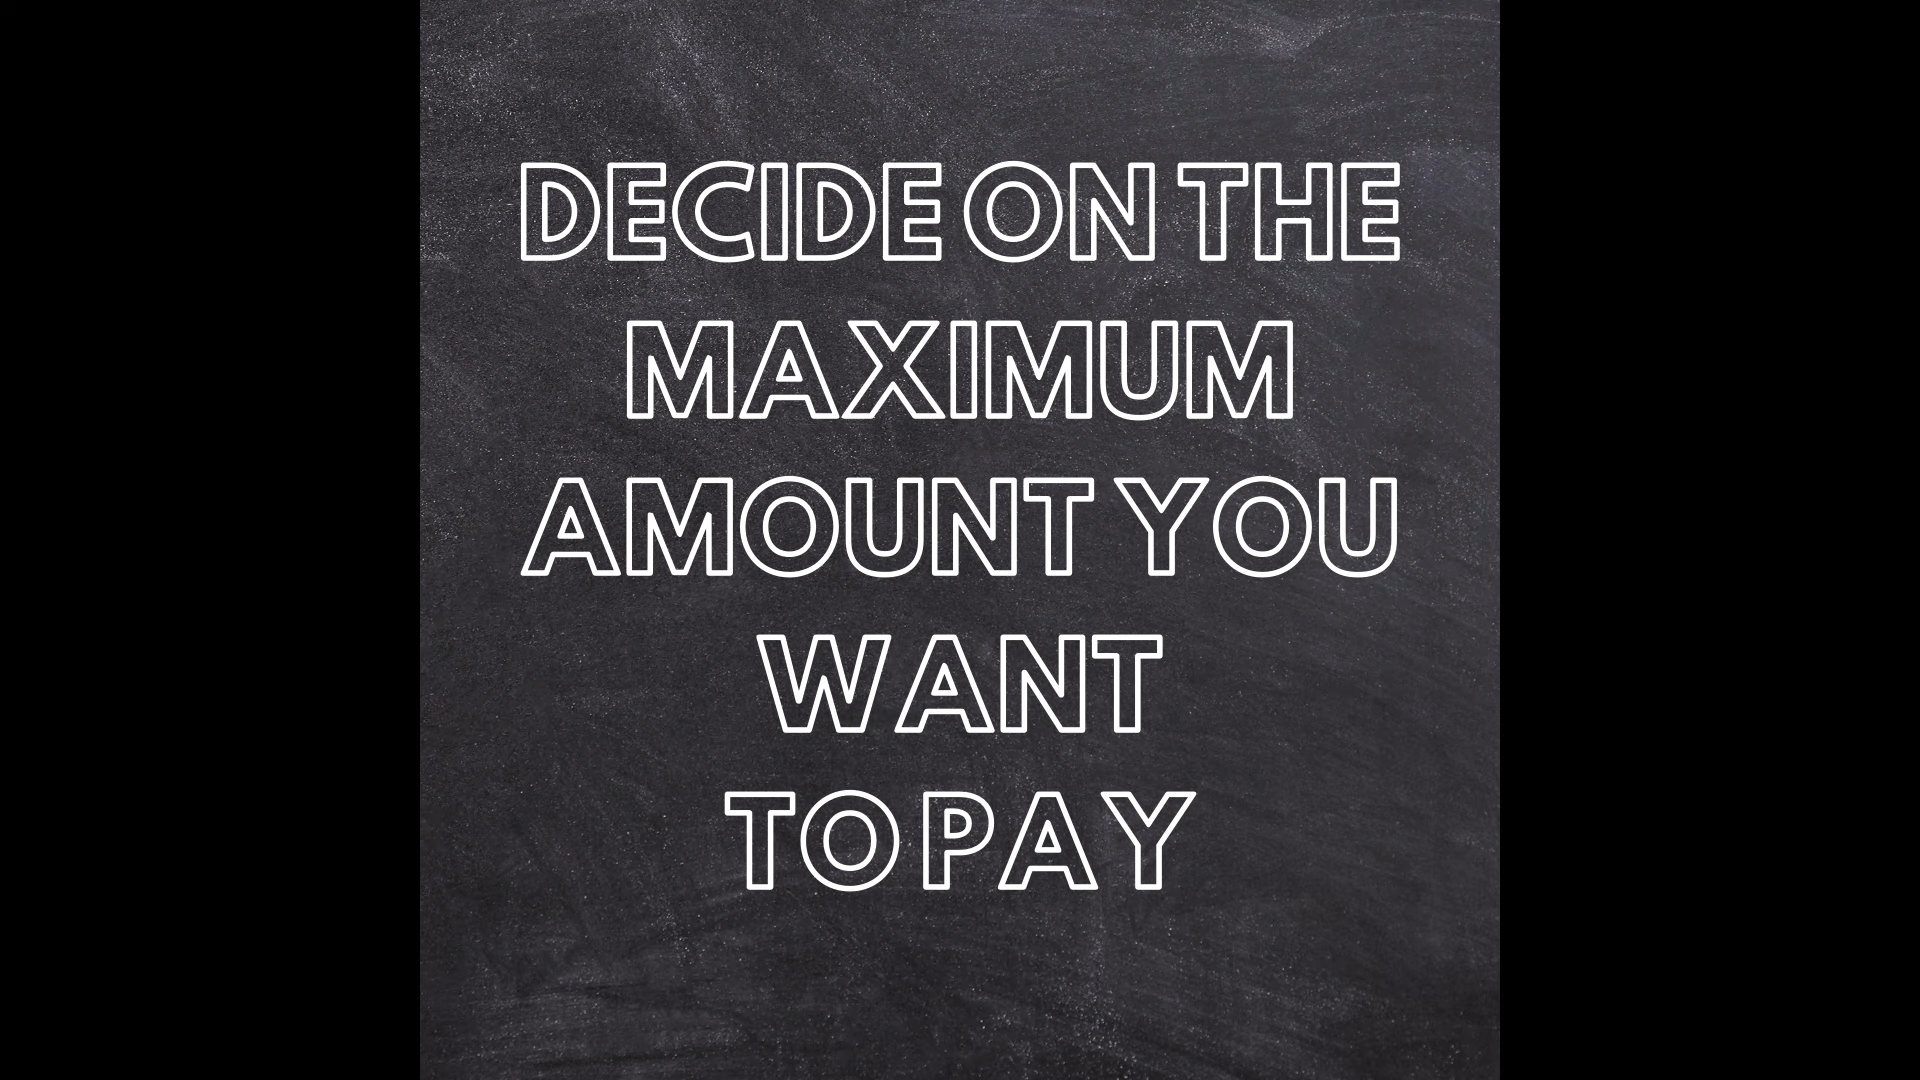 DECIDE ON THE
MAXIMUM
AMOUNT YOU
WANT
TO PAY